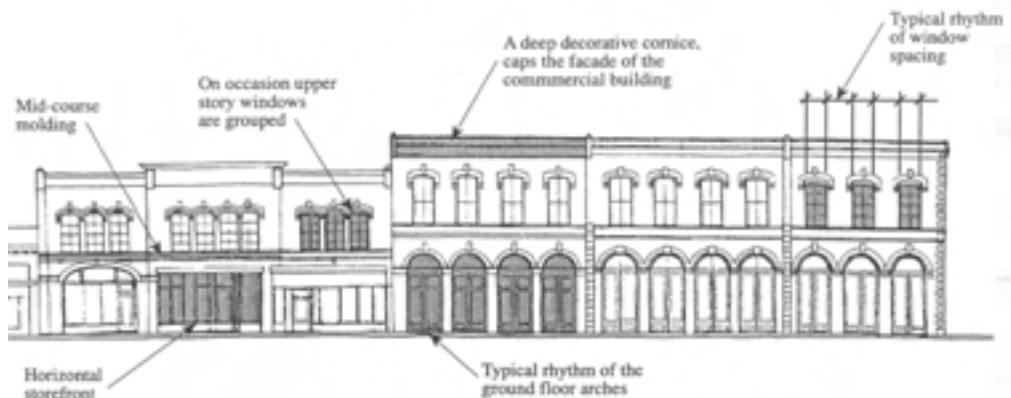 Typical rhythm
of window
spacing
A deep decorative cornice,
caps the facade of the
commmercial building
On occasion upper
story windows
are grouped
Mid-course
molding
Horizontal
storefront
Typical rhythm of the
ground floor arches